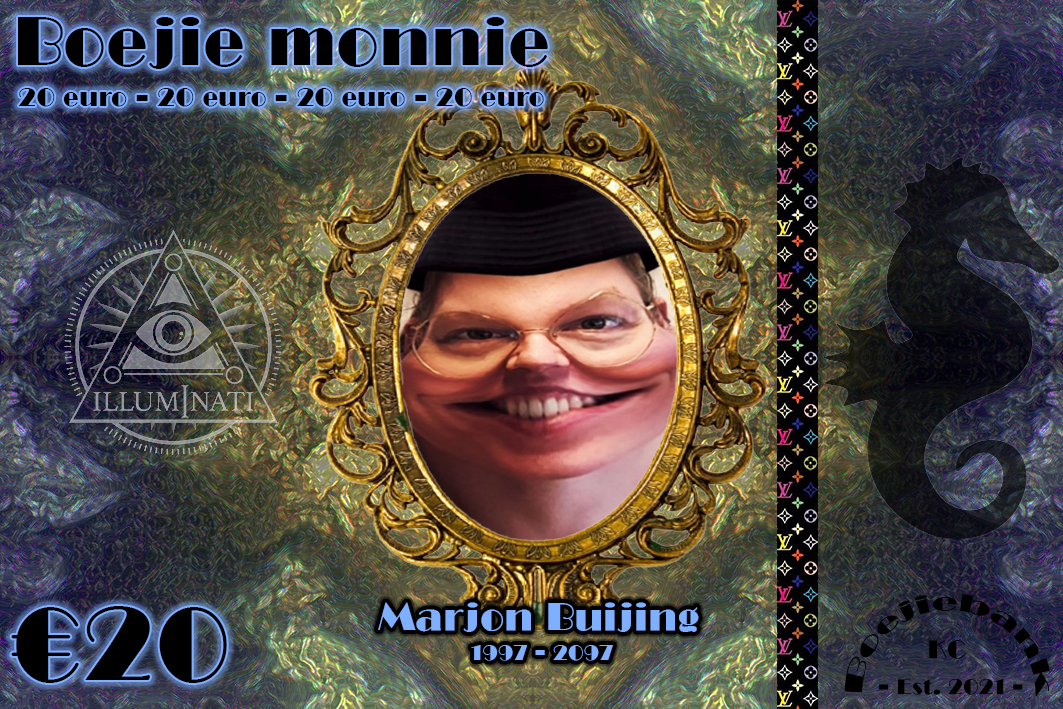 Boejie monnie
20 euro - 20 euro - 20 euro - 20 euro
ILLUMINATI
€20
Marjon Buijing
1997 - 2097
Boejiebank
KC
- Est. 2021 -